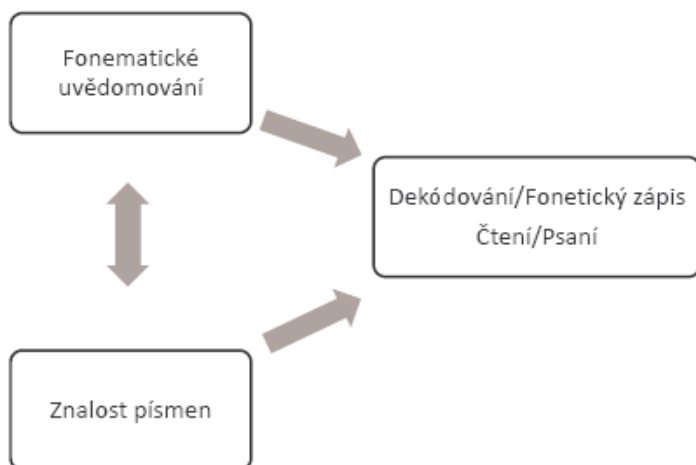 Fonematické
uvědomování
Dekódování/Fonetický zápis
Čtení/Psaní
Znalost písmen